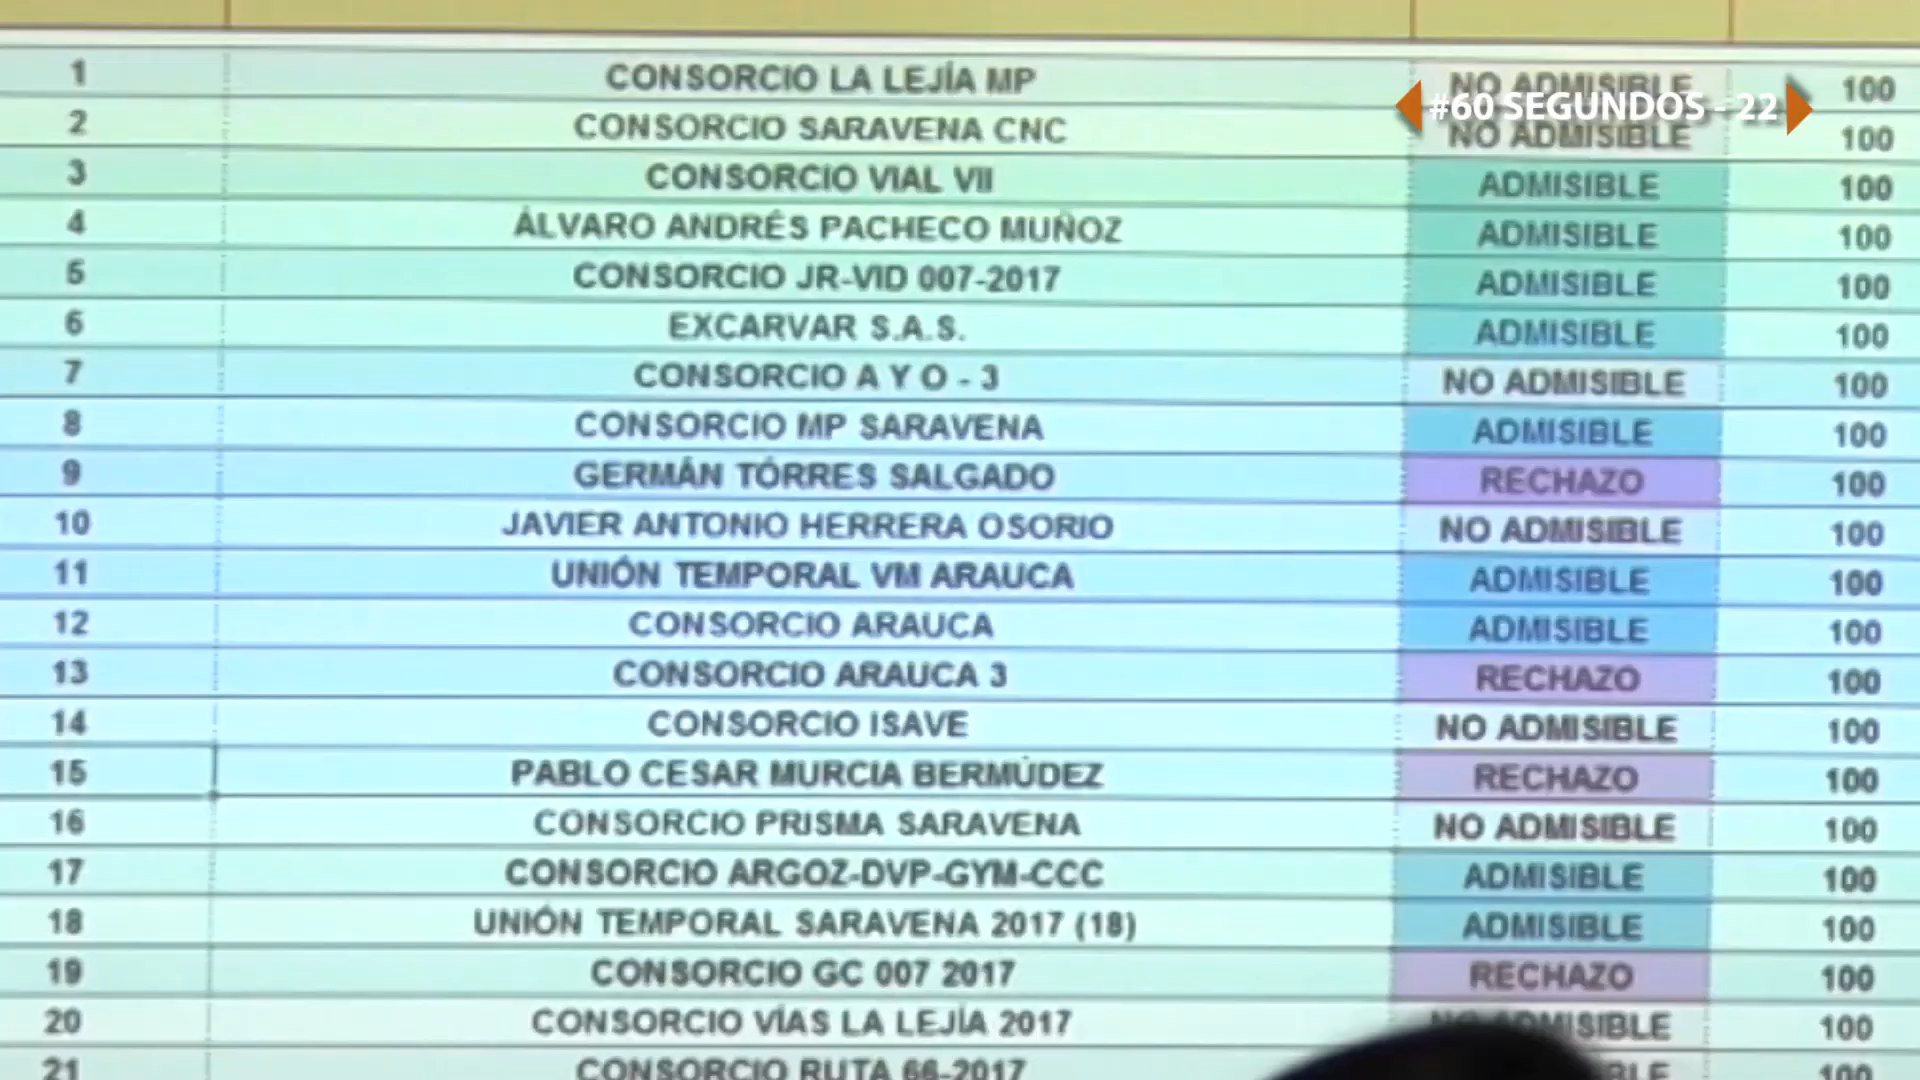 1 CONSORCIO LA LEJÍA MP NO ADMISIBLE 100
#60 SEGUNDOS - 22
2 CONSORCIO SARAVENA CNC NO ADMISIBLE 100
3 CONSORCIO VIAL VII ADMISIBLE 100
4 ÁLVARO ANDRÉS PACHECO MUÑOZ ADMISIBLE 100
5 CONSORCIO JR-VID 007-2017 ADMISIBLE 100
6 EXCARVAR S.A.S. ADMISIBLE 100
7 CONSORCIO A Y O - 3 NO ADMISIBLE 100
8 CONSORCIO MP SARAVENA ADMISIBLE 100
9 GERMÁN TÓRRES SALGADO RECHAZO 100
10 JAVIER ANTONIO HERRERA OSORIO NO ADMISIBLE 100
11 UNIÓN TEMPORAL VM ARAUCA ADMISIBLE 100
12 CONSORCIO ARAUCA ADMISIBLE 100
13 CONSORCIO ARAUCA 3 RECHAZO 100
14 CONSORCIO ISAVE NO ADMISIBLE 100
15 PABLO CESAR MURCIA BERMÚDEZ RECHAZO 100
16 CONSORCIO PRISMA SARAVENA NO ADMISIBLE 100
17 CONSORCIO ARGOZ-DVP-GYM-CCC ADMISIBLE 100
18 UNIÓN TEMPORAL SARAVENA 2017 (18) ADMISIBLE 100
19 CONSORCIO GC 007 2017 RECHAZO 100
20 CONSORCIO VÍAS LA LEJÍA 2017 NO ADMISIBLE 100
21 CONSORCIO RUTA 66-2017 100